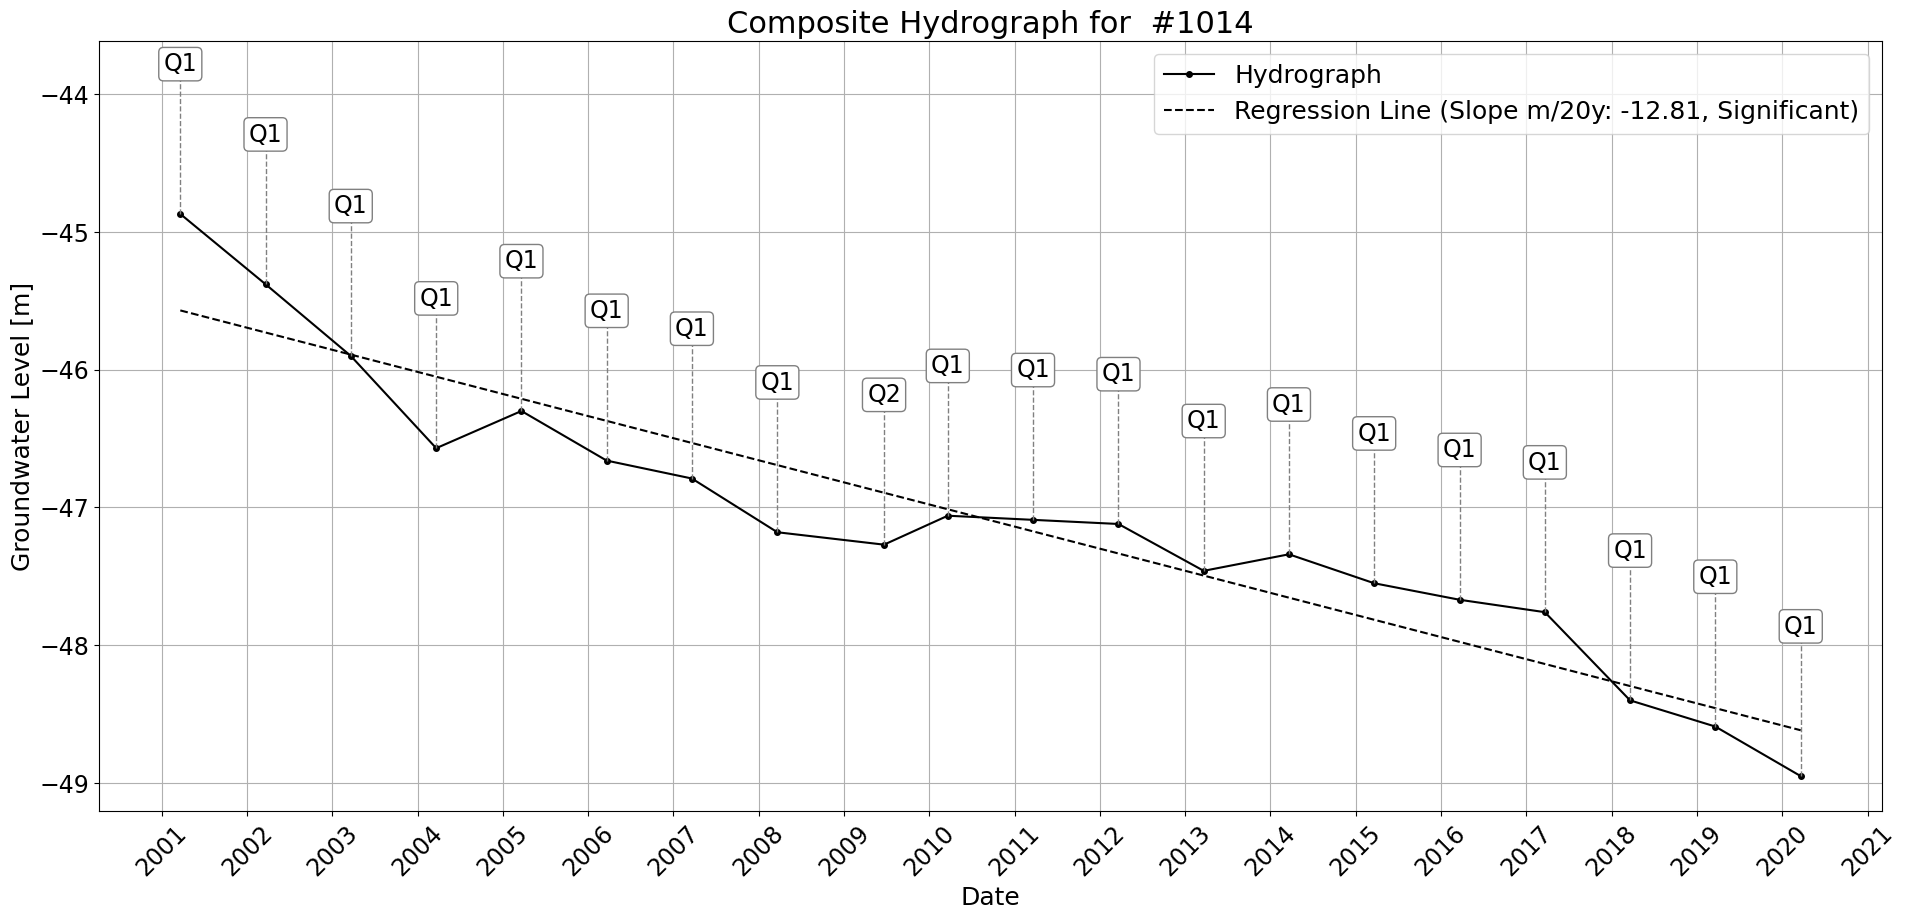 Composite Hydrograph for  #1014
Hydrograph
Regression Line (Slope m/20y: -12.81, Significant)
Groundwater Level [m]
−44
−45
−46
−47
−48
−49
Q1
Q1
Q1
Q1
Q1
Q1
Q1
Q1
Q2
Q1
Q1
Q1
Q1
Q1
Q1
Q1
Q1
Q1
Q1
Q1
2001
2002
2003
2004
2005
2006
2007
2008
2009
2010
2011
2012
2013
2014
2015
2016
2017
2018
2019
2020
2021
Date